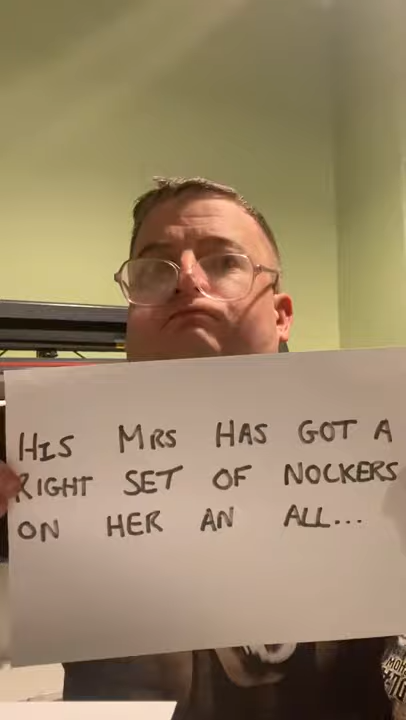 HIS MRS HAS GOT A
RIGHT SET OF NOCKERS
ON HER AN ALL...